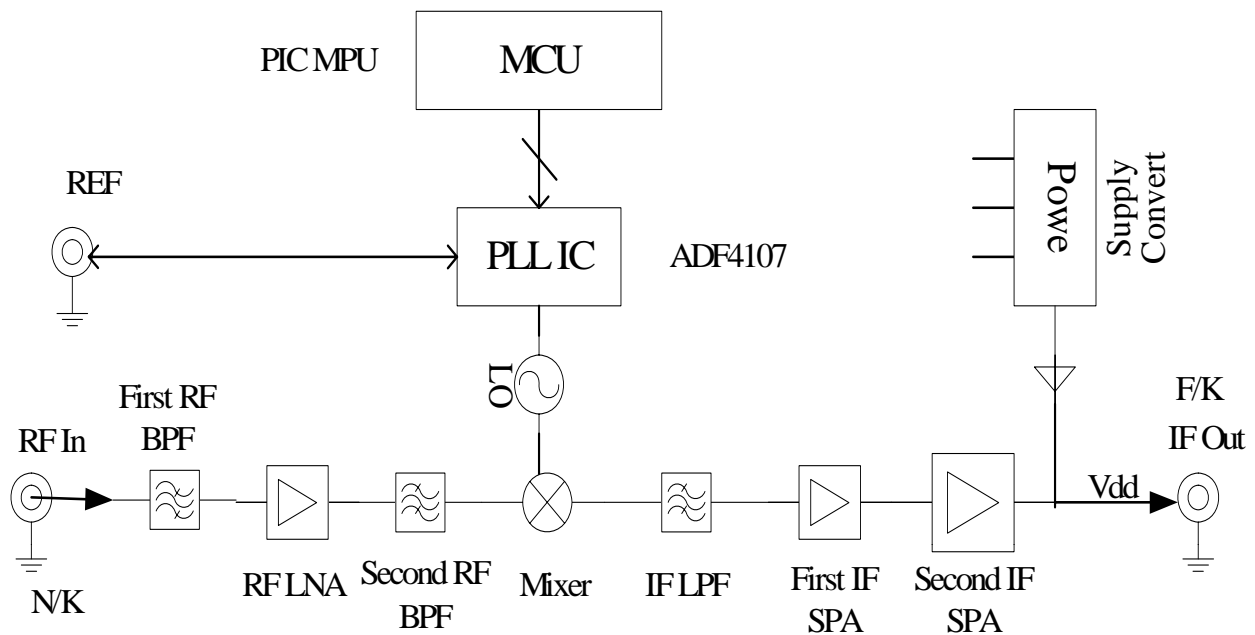 PIC MPU
MCU
REF
PLL IC
ADF4107
Powe
Supply
Convert
LO
First RF
BPF
F/K
RF In
IF Out
Vdd
N/K
RF LNA
Second RF
BPF
Mixer
IF LPF
First IF
SPA
Second IF
SPA